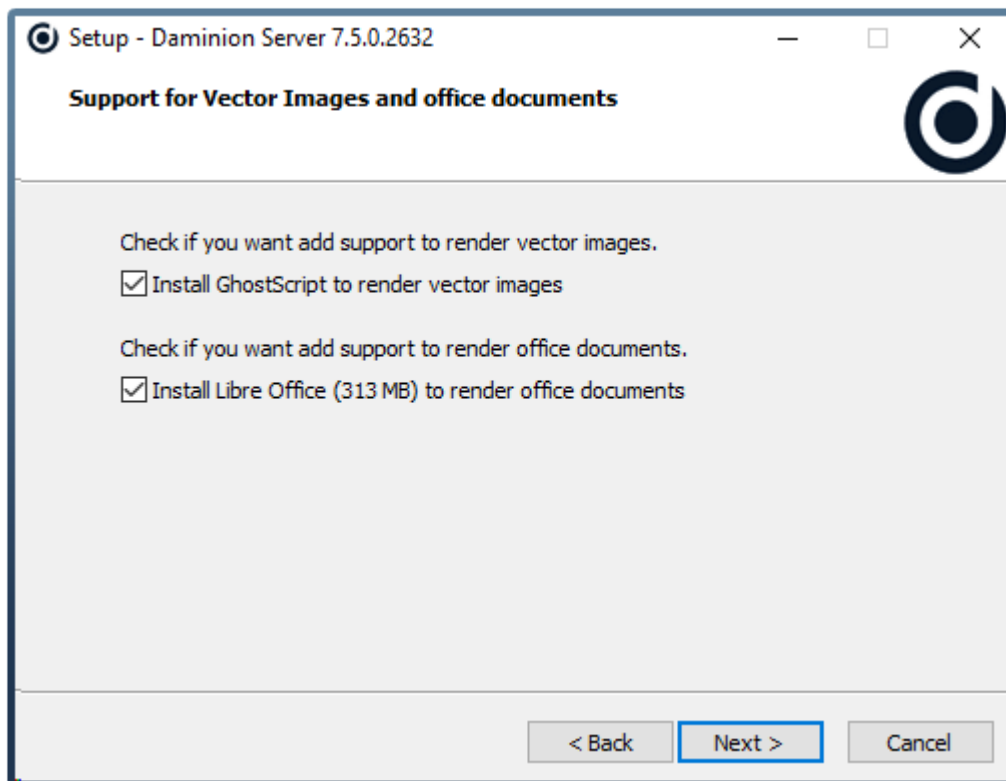 Setup - Daminion Server 7.5.0.2632
Support for Vector Images and office documents
Check if you want add support to render vector images.
Install GhostScript to render vector images
Check if you want add support to render office documents.
Install Libre Office (313 MB) to render office documents
< Back Next > Cancel